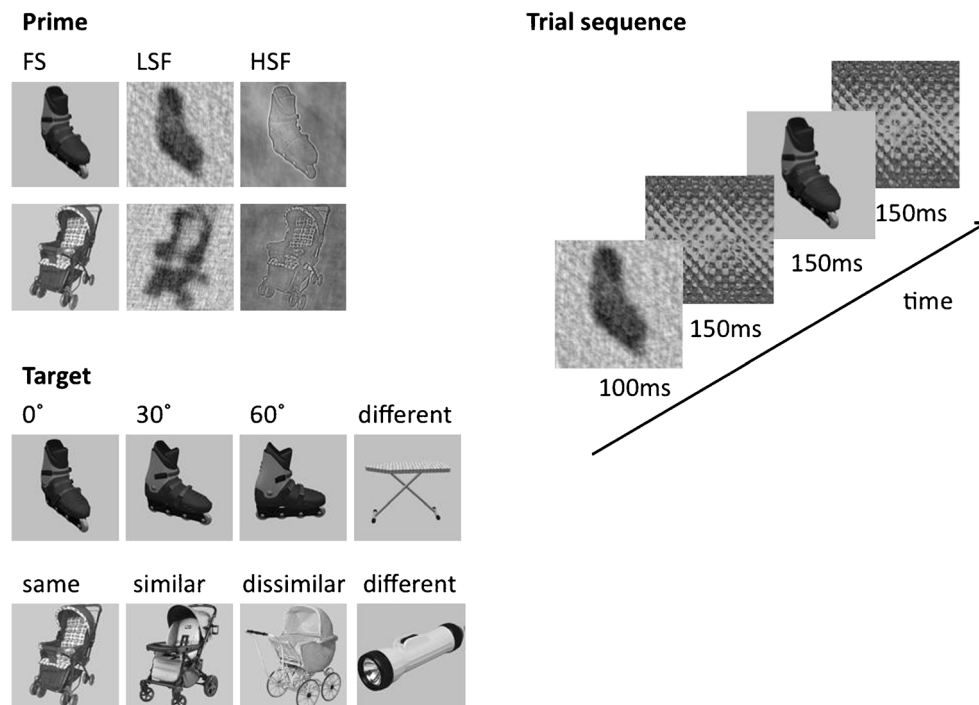 Prime
FS LSF HSF
Trial sequence
150ms
150ms
150ms
100ms
time
Target
0° 30° 60° different
same similar dissimilar different